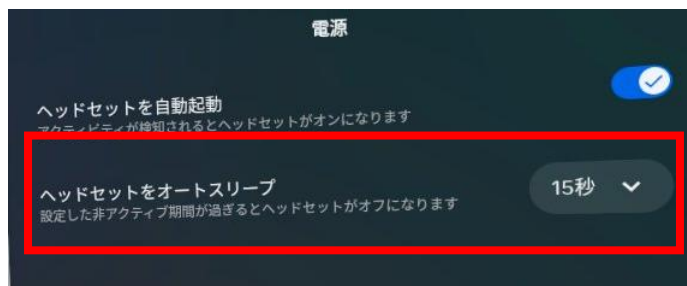 電源
ヘッドセットを自動起動
アクティビティが検知されるとヘッドセットがオンになります
ヘッドセットをオートスリープ
設定した非アクティブ期間が過ぎるとヘッドセットがオフになります
15秒